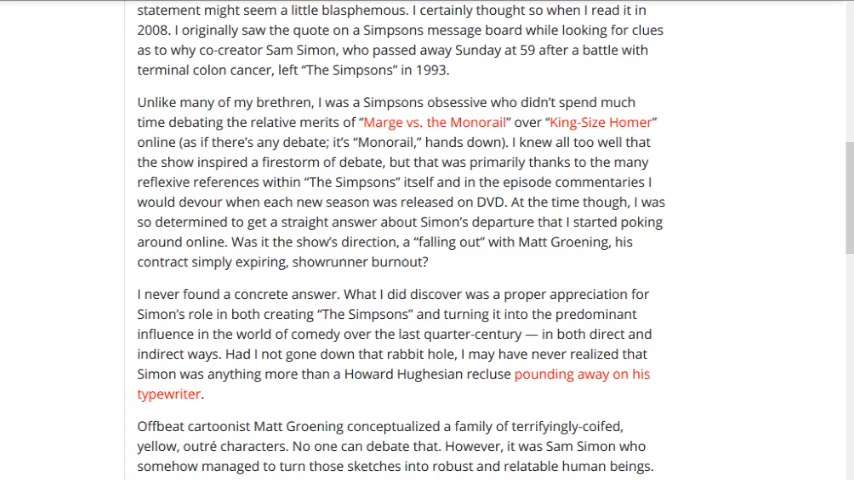 statement might seem a little blasphemous. I certainly thought so when I read it in
2008. I originally saw the quote on a Simpsons message board while looking for clues
as to why co-creator Sam Simon, who passed away Sunday at 59 after a battle with
terminal colon cancer, left “The Simpsons” in 1993.
Unlike many of my brethren, I was a Simpsons obsessive who didn’t spend much
time debating the relative merits of “Marge vs. the Monorail” over “King-Size Homer”
online (as if there’s any debate; it’s “Monorail,” hands down). I knew all too well that
the show inspired a firestorm of debate, but that was primarily thanks to the many
reflexive references within “The Simpsons” itself and in the episode commentaries I
would devour when each new season was released on DVD. At the time though, I was
so determined to get a straight answer about Simon’s departure that I started poking
around online. Was it the show’s direction, a “falling out” with Matt Groening, his
contract simply expiring, showrunner burnout?
I never found a concrete answer. What I did discover was a proper appreciation for
Simon’s role in both creating “The Simpsons” and turning it into the predominant
influence in the world of comedy over the last quarter-century — in both direct and
indirect ways. Had I not gone down that rabbit hole, I may have never realized that
Simon was anything more than a Howard Hughesian recluse pounding away on his
typewriter.
Offbeat cartoonist Matt Groening conceptualized a family of terrifyingly-coifed,
yellow, outré characters. No one can debate that. However, it was Sam Simon who
somehow managed to turn those sketches into robust and relatable human beings.